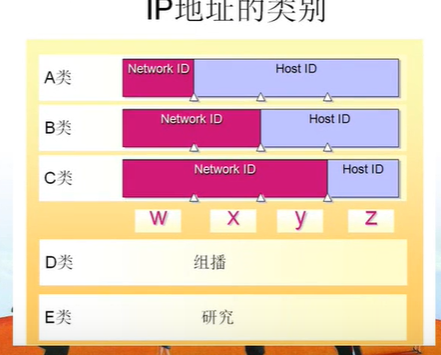 IP地址的类别
A类 Network ID Host ID
B类 Network ID Host ID
C类 Network ID Host ID
w x y z
D类 组播
E类 研究